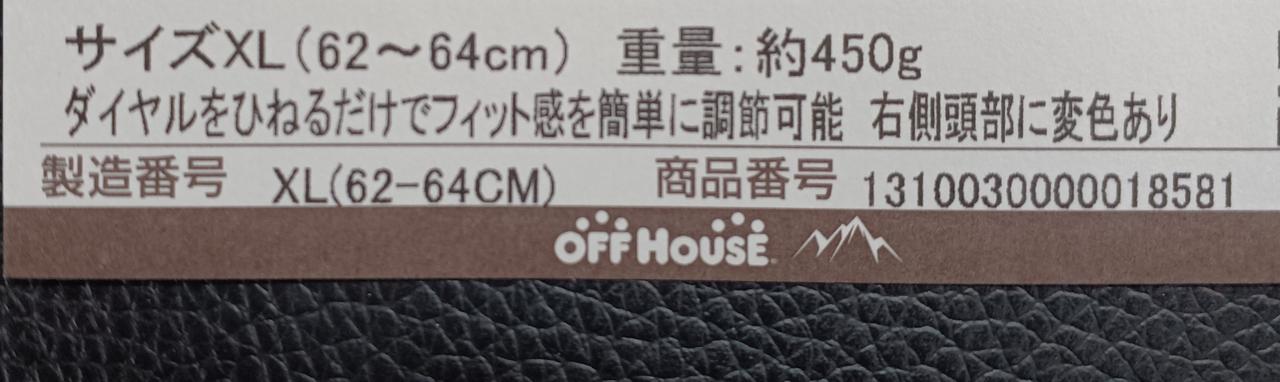 サイズXL(62～64cm) 重量:約450g
ダイヤルをひねるだけでフィット感を簡単に調節可能 右側頭部に変色あり
製造番号 XL(62-64CM) 商品番号 1310030000018581
OFF HOUSE